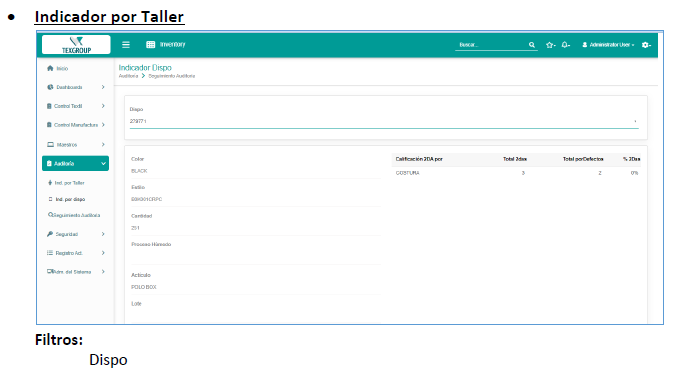 • Indicador por Taller
TEXGROUP
Inventory
Buscar...
Administrator User
Inicio
Dashboards
Control Textil
Control Manufactura
Maestros
Auditoría
Ind. por Taller
Ind. por dispo
Seguimiento Auditoria
Seguridad
Registro Act.
Adm. del Sistema
Indicador-Dispo
Auditoria > Seguimiento Auditoria
Dispo
279771
Color
BLACK
Estilo
Cantidad
251
Proceso Húmedo
Articulo
POLO BOX
Lote
Calificación 2DA por Total 2das Total porDefectos % 2Das
COSTURA 3 2 0%
Filtros:
Dispo